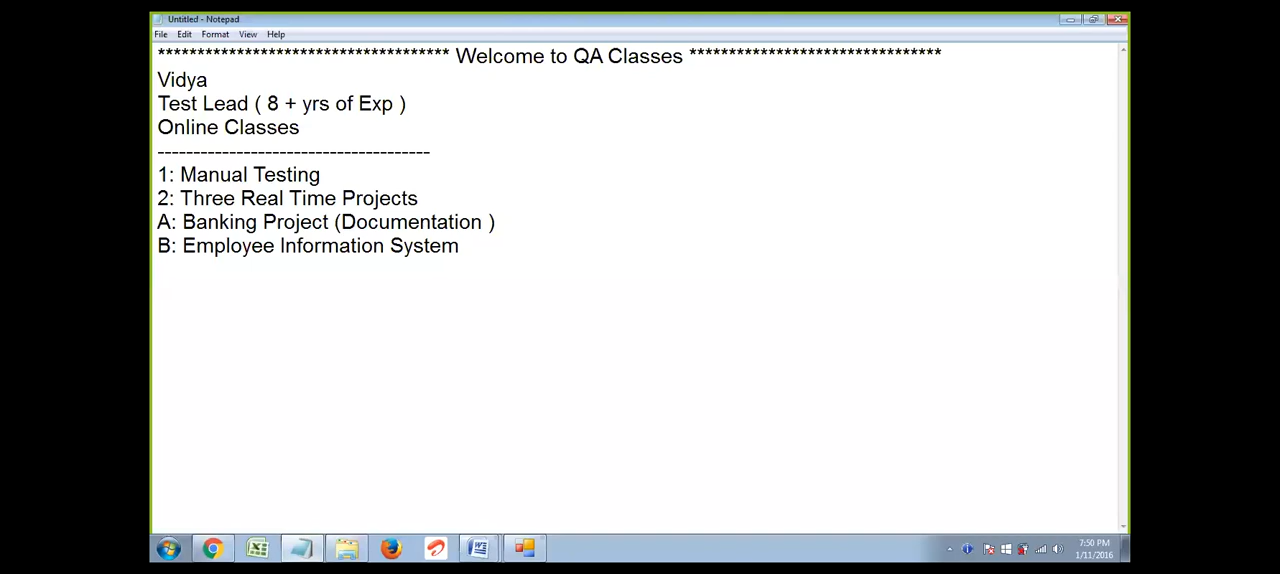 Untitled - Notepad
File Edit Format View Help
************************************ Welcome to QA Classes *******************************
Vidya
Test Lead ( 8 + yrs of Exp )
Online Classes
--------------------------------------
1: Manual Testing
2: Three Real Time Projects
A: Banking Project (Documentation )
B: Employee Information System
7:50 PM
1/11/2016